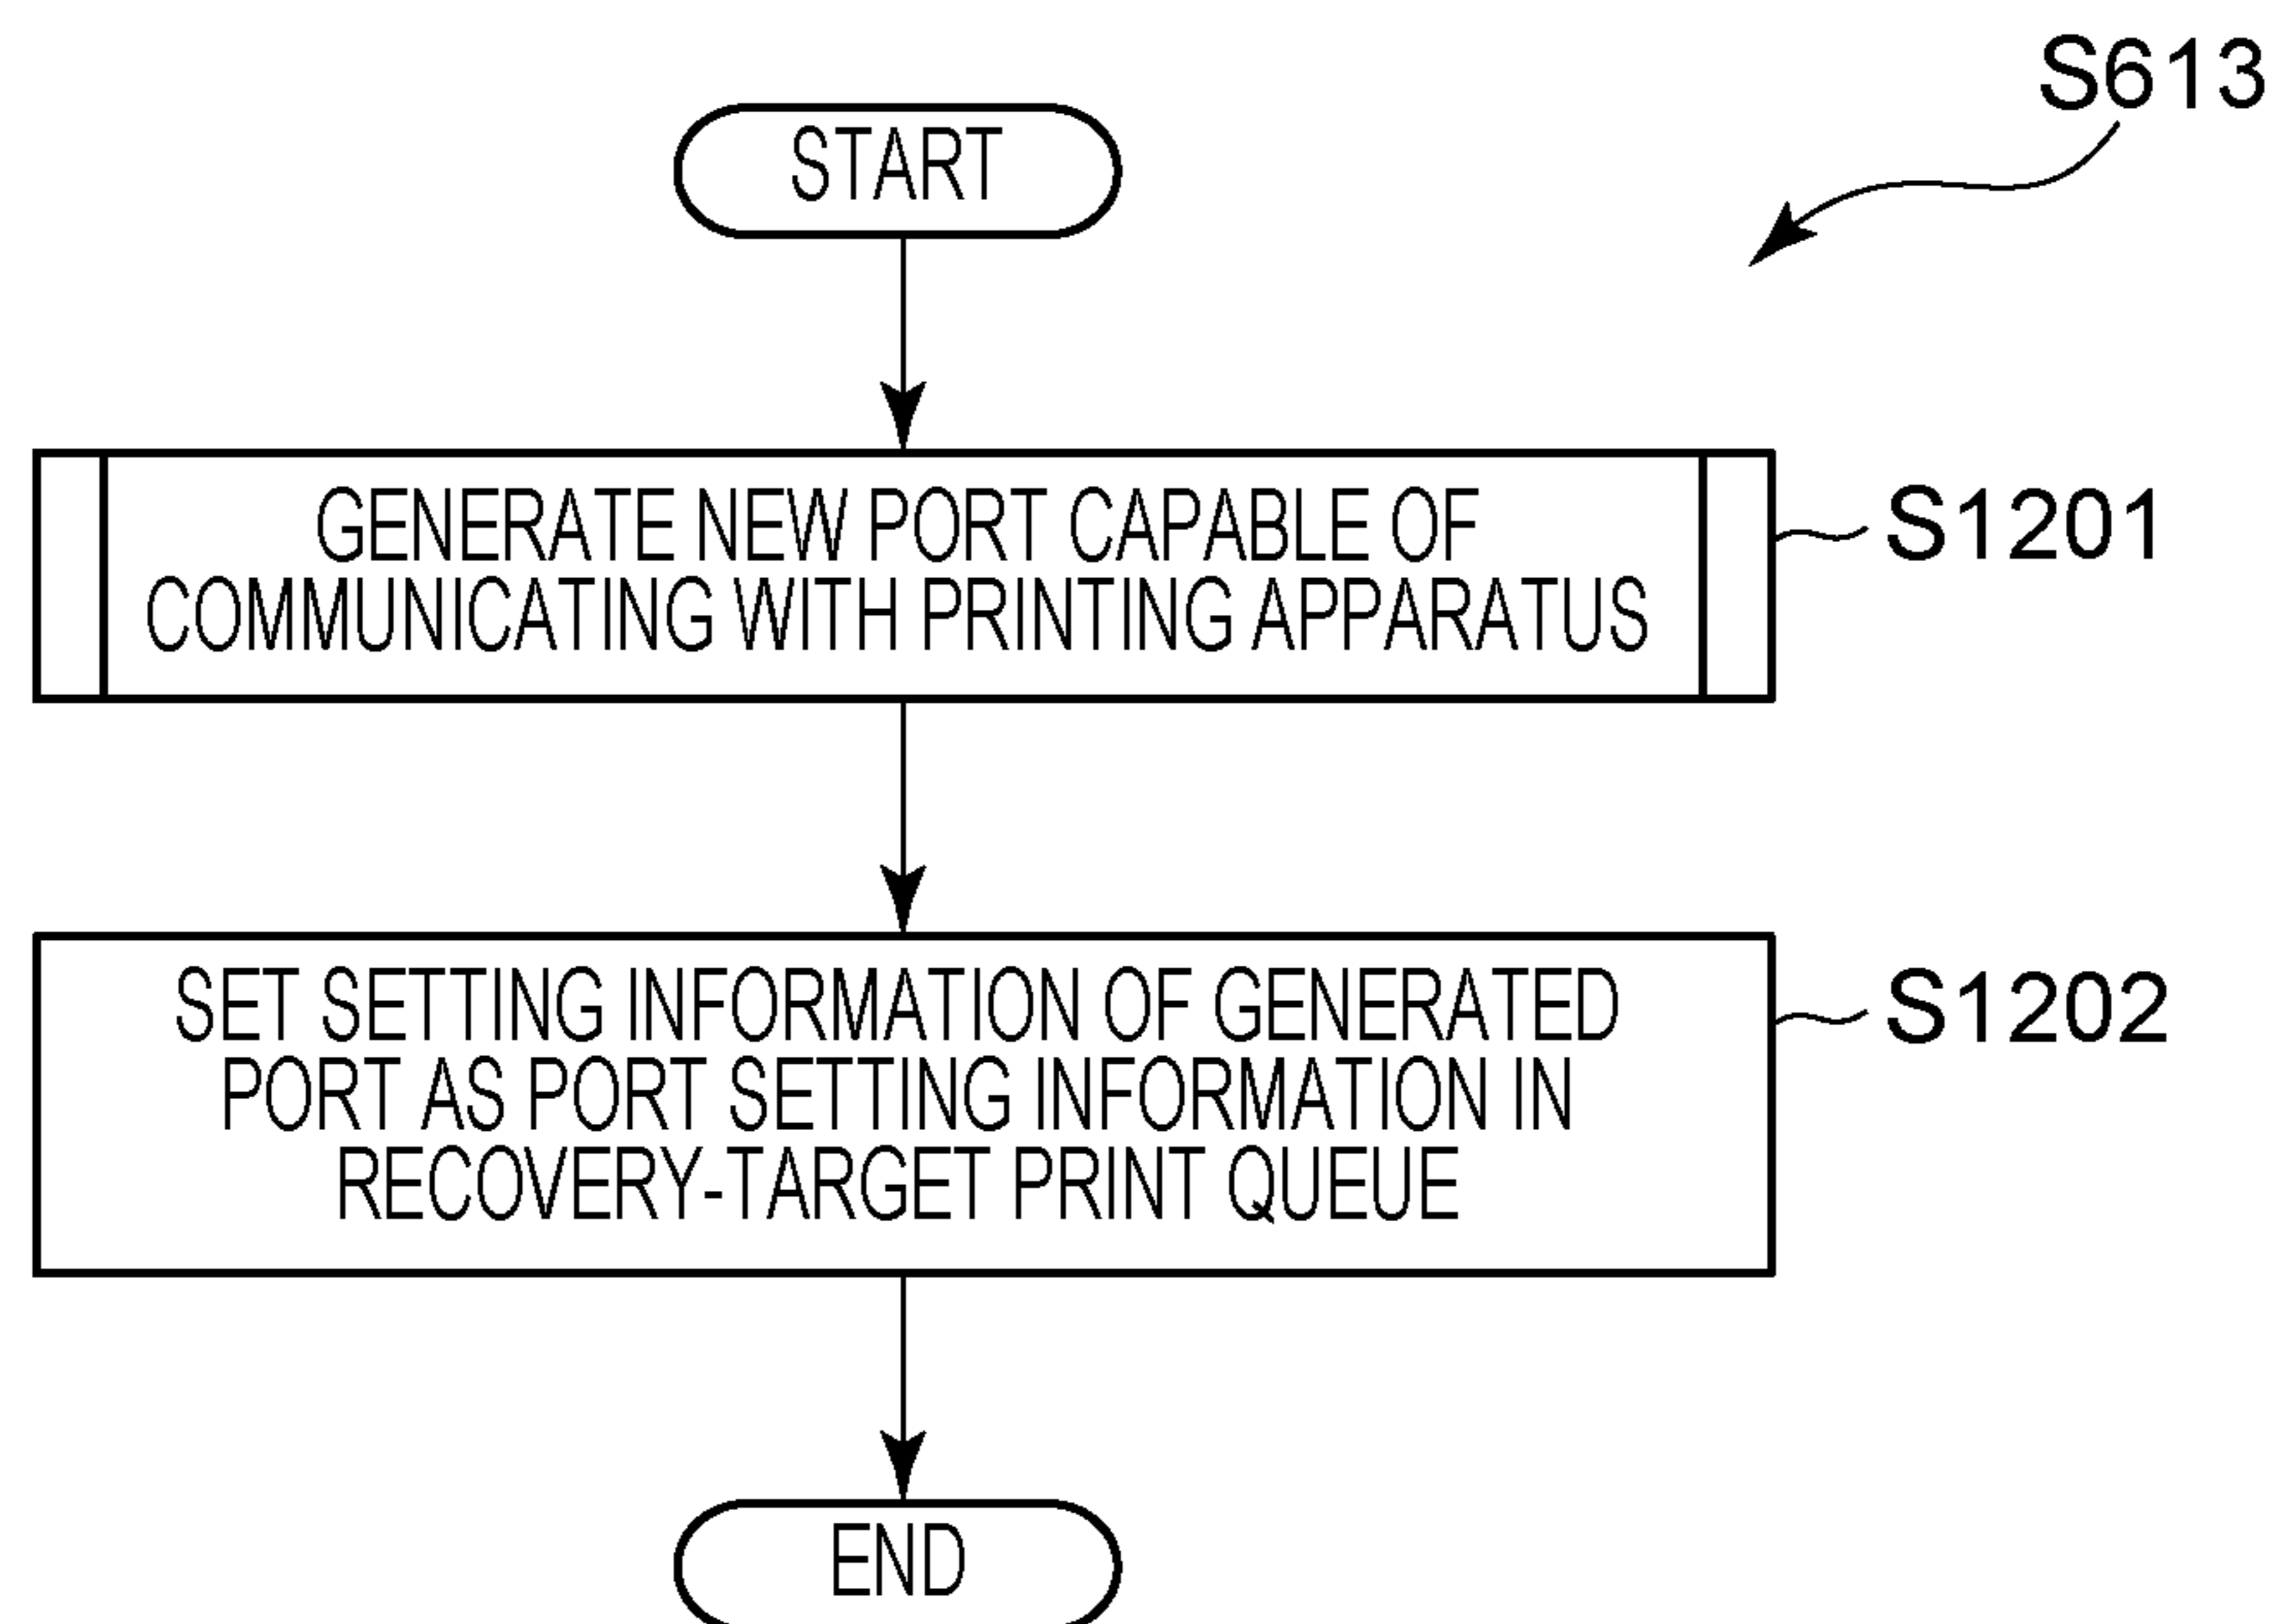 S613
START
GENERATE NEW PORT CAPABLE OF
COMMUNICATING WITH PRINTING APPARATUS
S1201
SET SETTING INFORMATION OF GENERATED
PORT AS PORT SETTING INFORMATION IN
RECOVERY-TARGET PRINT QUEUE
S1202
END